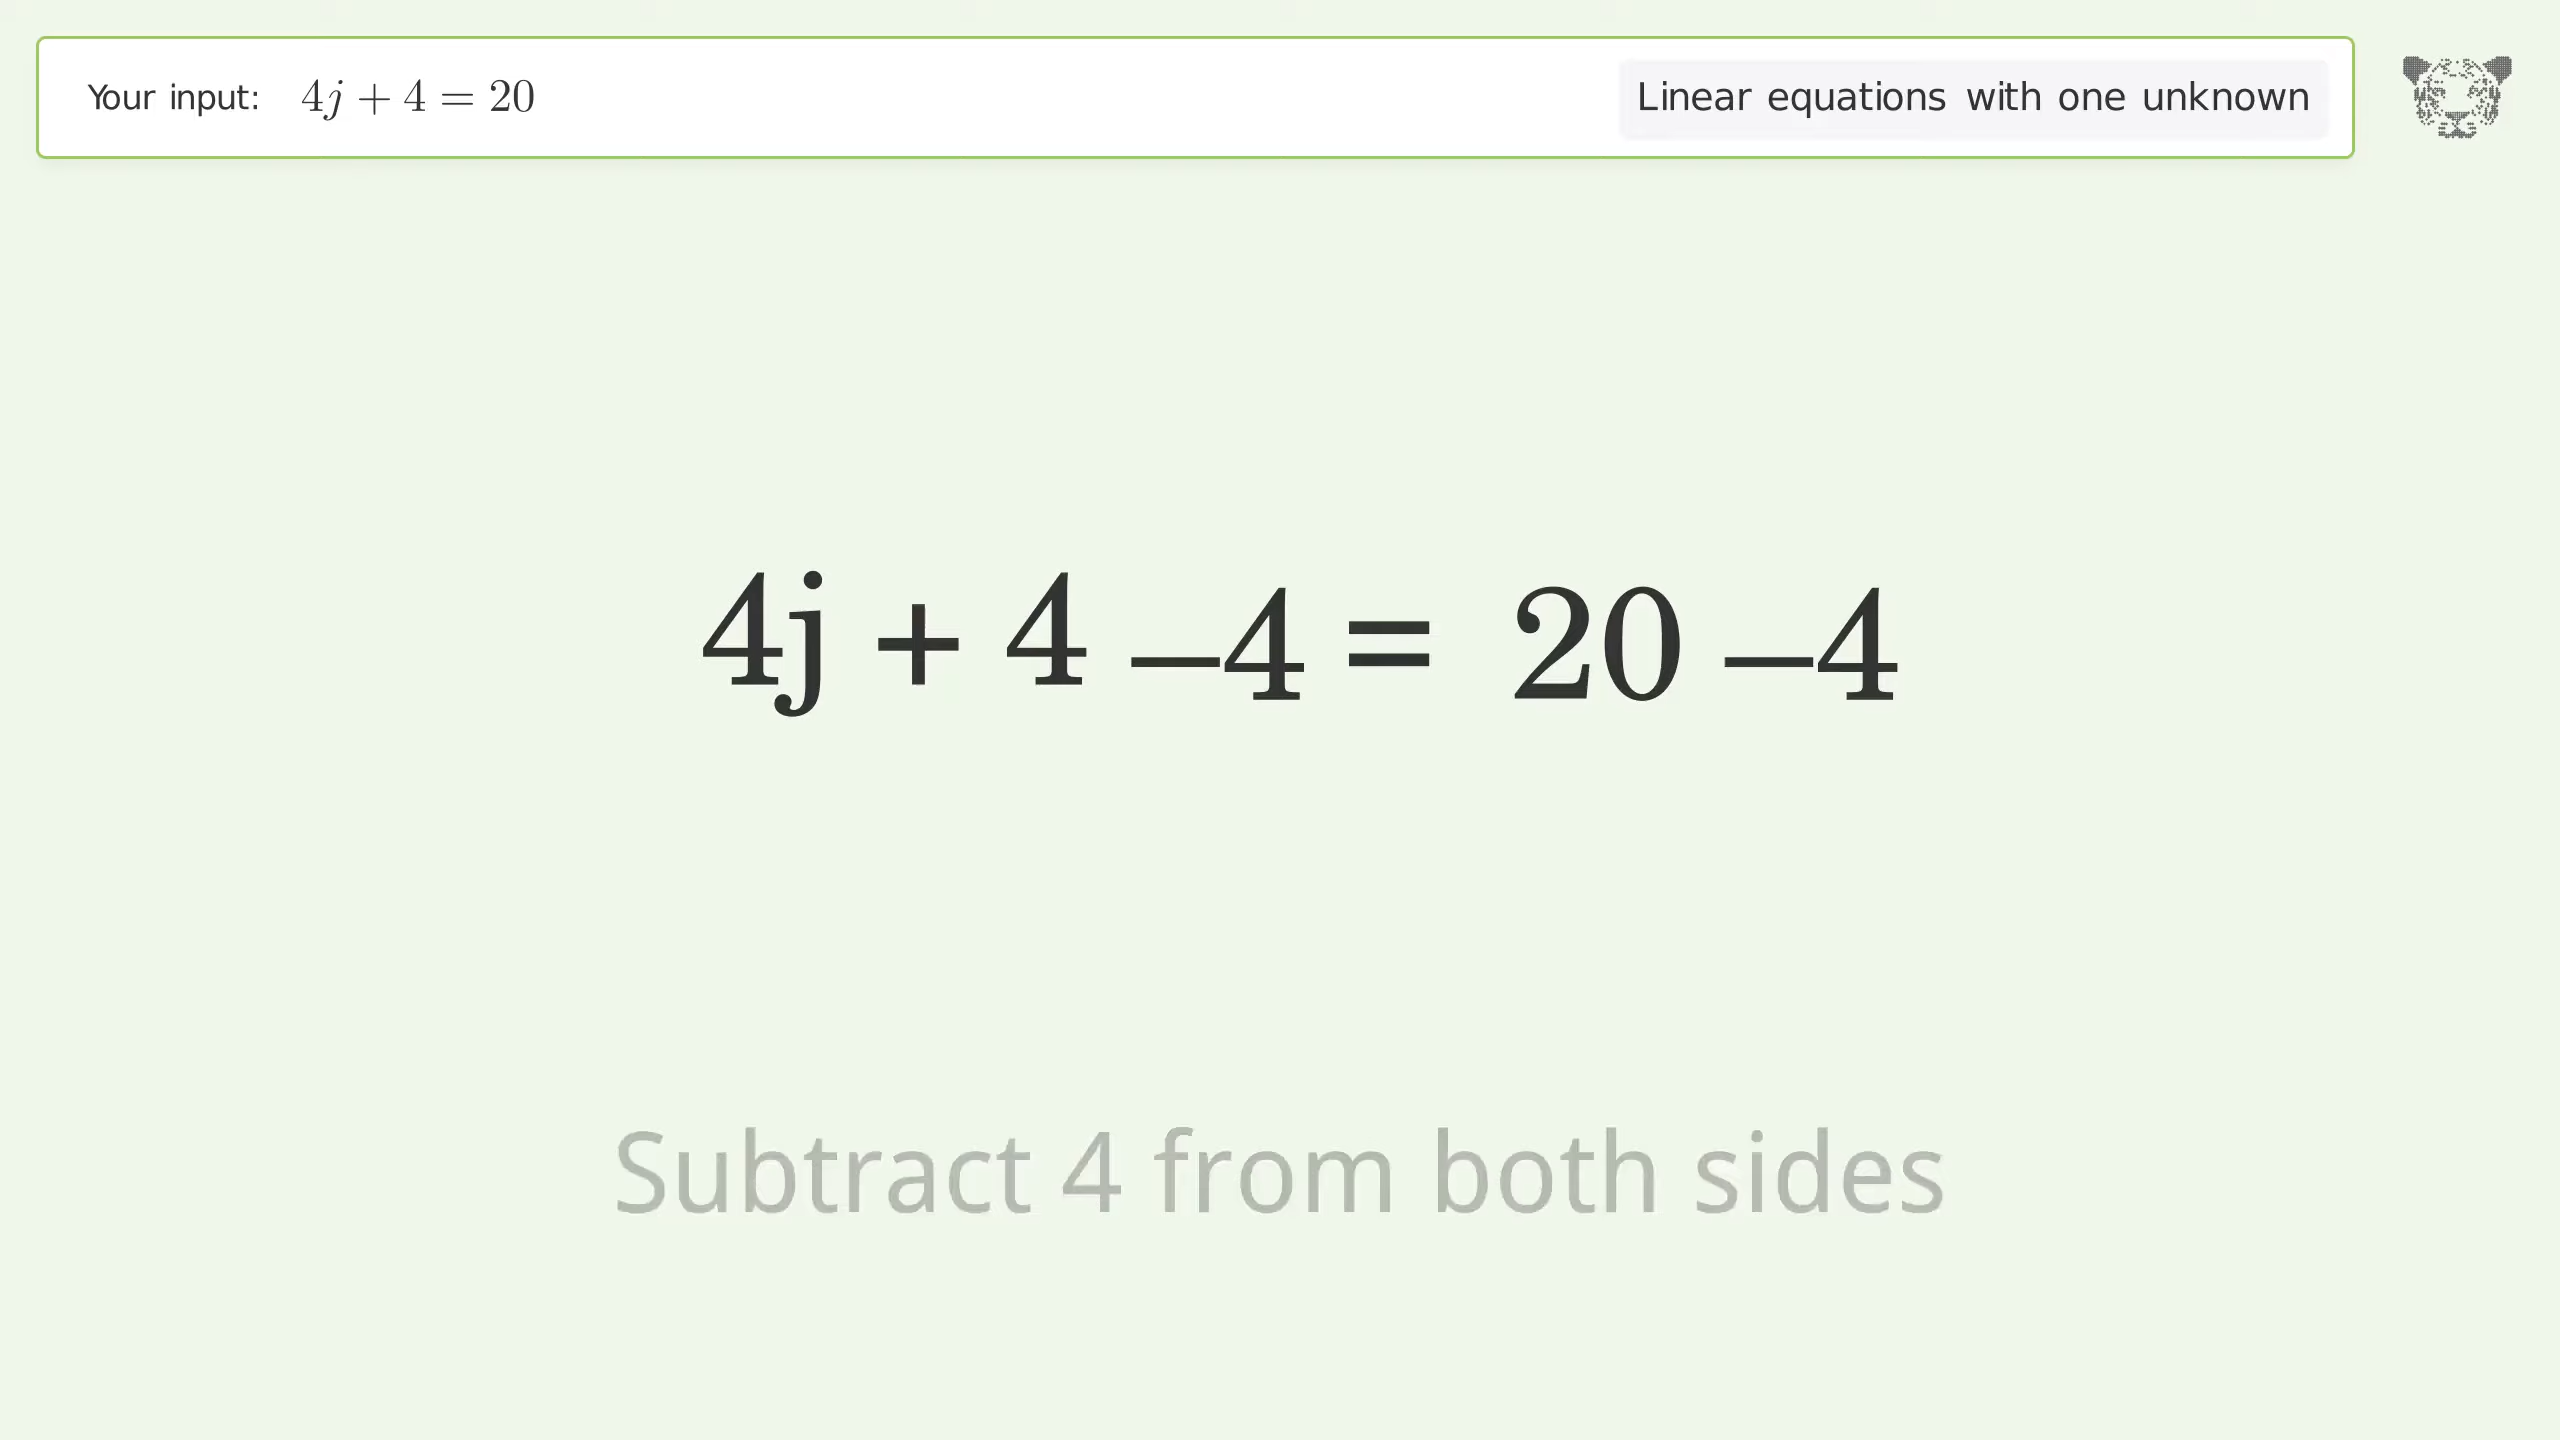 Your input: 4j + 4 = 20
Linear equations with one unknown
4j + 4 –4 = 20 –4
Subtract 4 from both sides